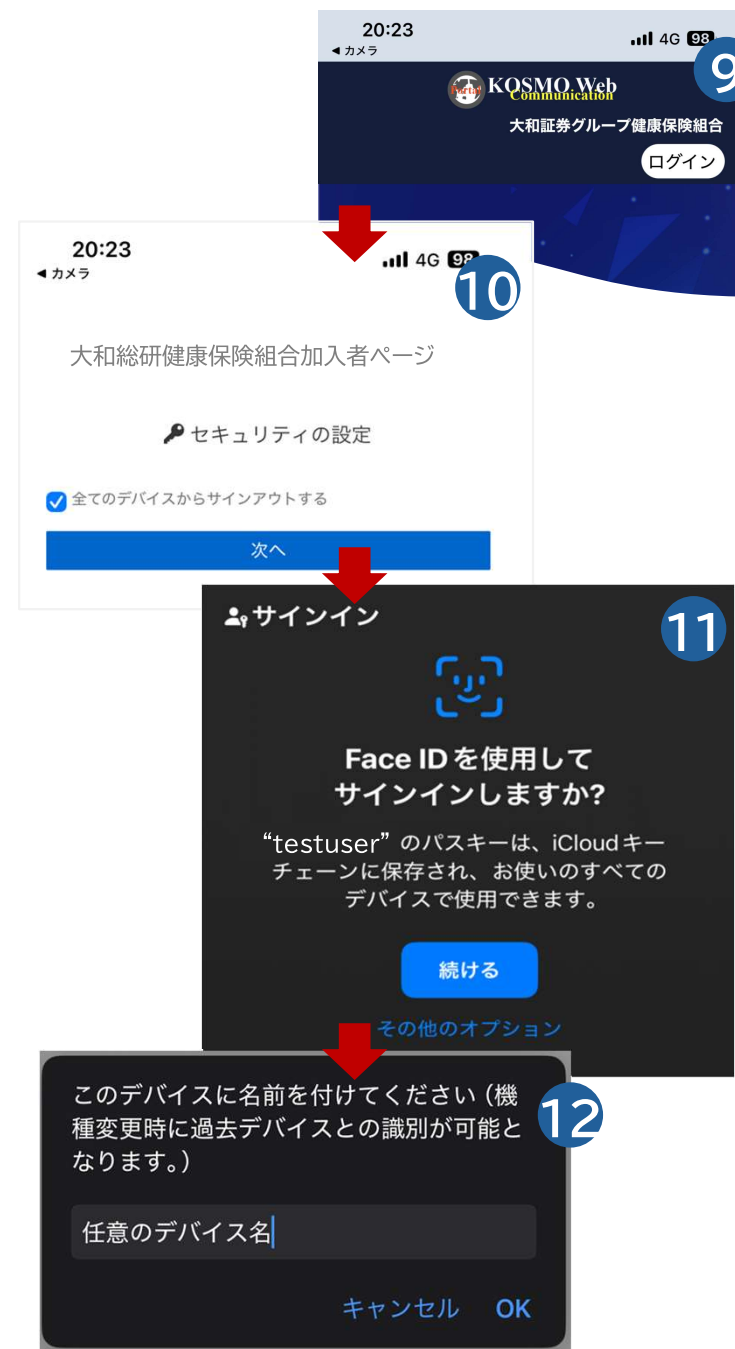 20:23
4G 98
◀ カメラ
9
Portal KOSMO Web
Communication
大和証券グループ健康保険組合
ログイン
20:23
4G 98
◀ カメラ
10
大和総研健康保険組合加入者ページ
セキュリティの設定
全てのデバイスからサインアウトする
次へ
サインイン
11
Face ID を使用して
サインインしますか?
“testuser” のパスキーは、iCloud キー
チェーンに保存され、お使いのすべての
デバイスで使用できます。
続ける
その他のオプション
このデバイスに名前を付けてください（機
種変更時に過去デバイスとの識別が可能と
なります。）
12
任意のデバイス名
キャンセル OK